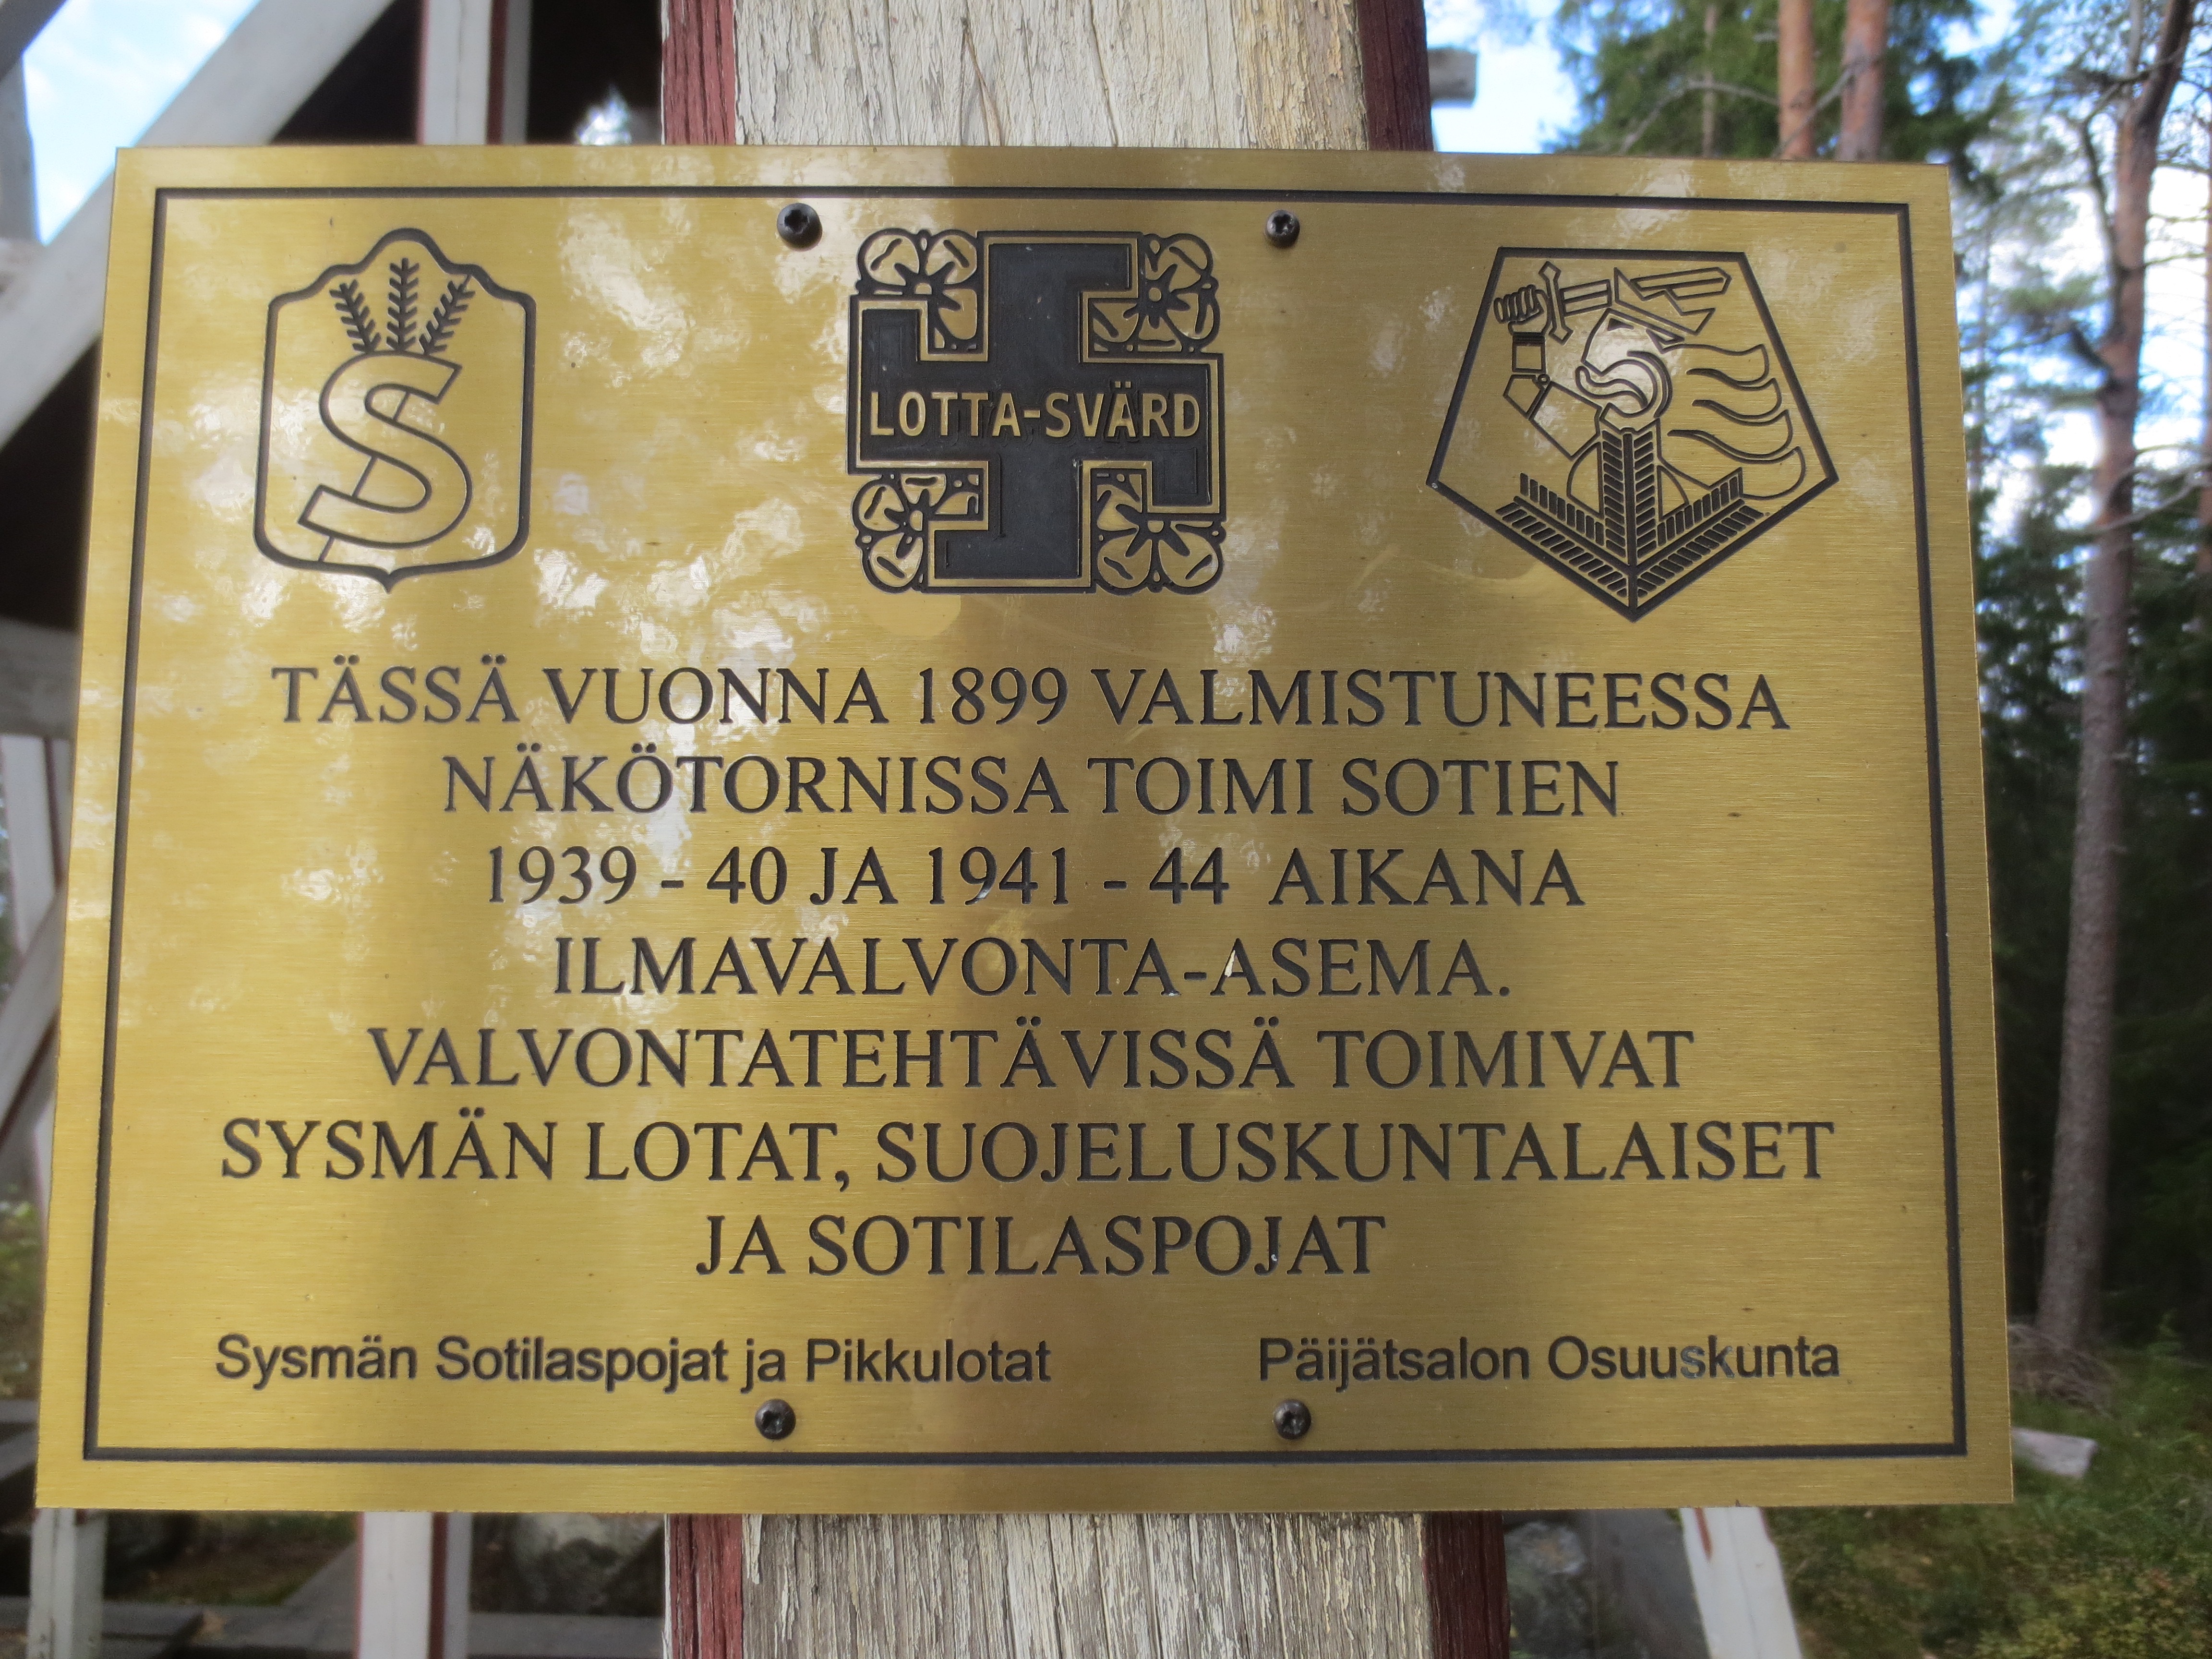 S
LOTTA-SVÄRD
TÄSSÄ VUONNA 1899 VALMISTUNEESSA
NÄKÖTORNISSA TOIMI SOTIEN
1939 - 40 JA 1941 - 44 AIKANA
ILMAVALVONTA-ASEMA.
VALVONTATEHTÄVISSÄ TOIMIVAT
SYSMÄN LOTAT, SUOJELUSKUNTALAISET
JA SOTILASPOJAT
Sysmän Sotilaspojat ja Pikkulotat
Päijätsalon Osuuskunta